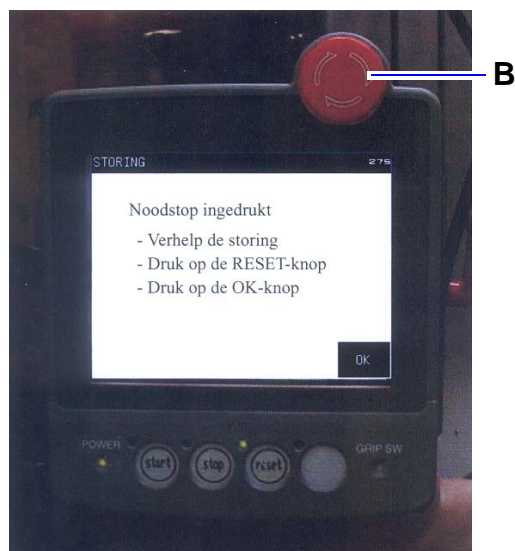 B
STORING 275
Noodstop ingedrukt
- Verhelp de storing
- Druk op de RESET-knop
- Druk op de OK-knop
OK
POWER
start
stop
reset
GRIP SW